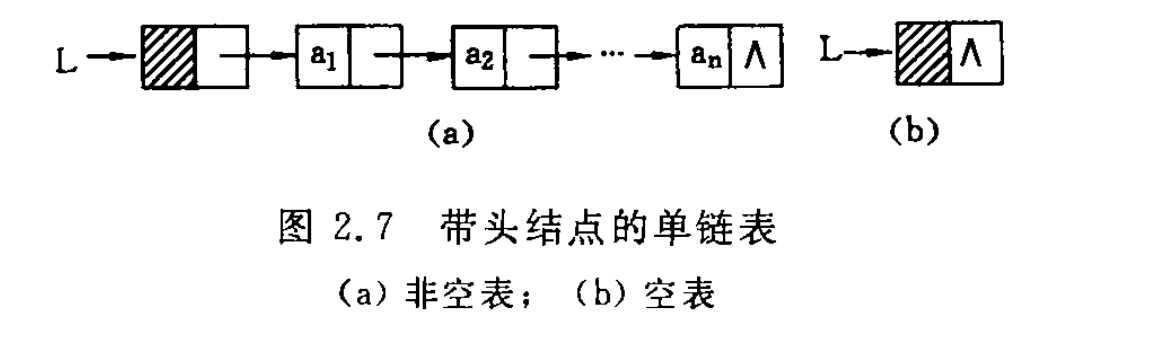 L a₁ a₂ … aₙ ∧ L ∧
(a) (b)
图 2.7 带头结点的单链表
(a) 非空表; (b) 空表